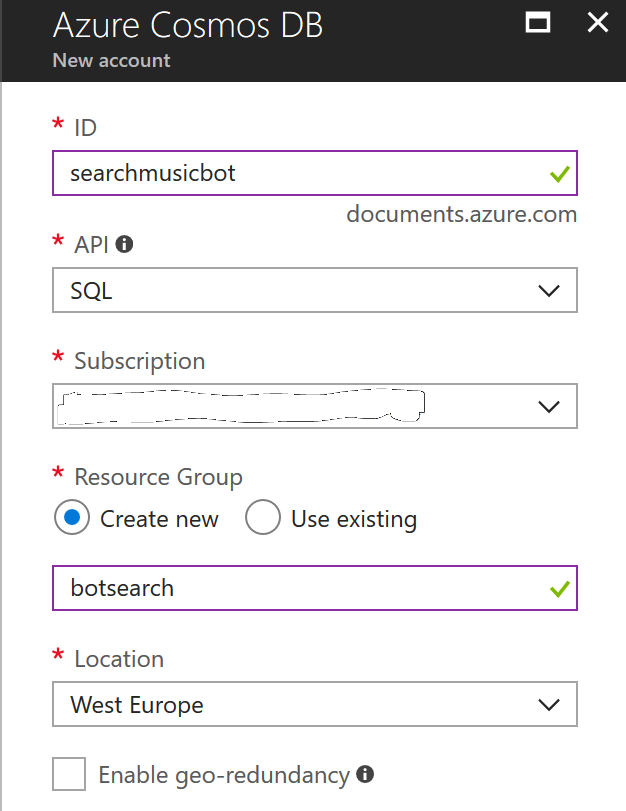 Azure Cosmos DB
New account
* ID
searchmusicbot
documents.azure.com
* API
SQL
* Subscription
* Resource Group
Create new Use existing
botsearch
* Location
West Europe
Enable geo-redundancy